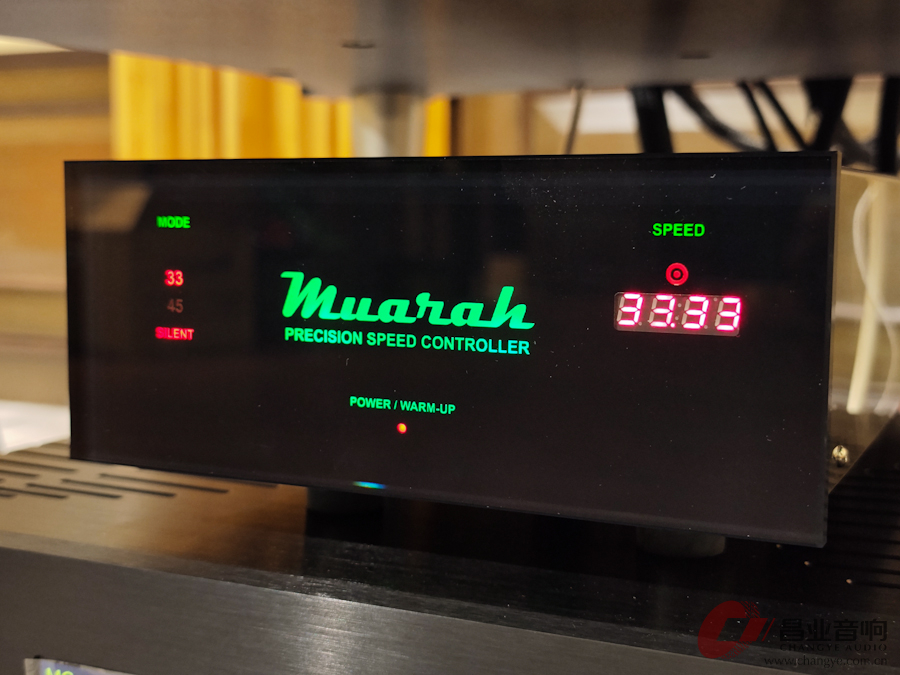 MODE
33
45
SILENT
Muarah
PRECISION SPEED CONTROLLER
POWER / WARM-UP
SPEED
33.33
昌业音响
CHANGYE AUDIO
www.changyc.com.cn